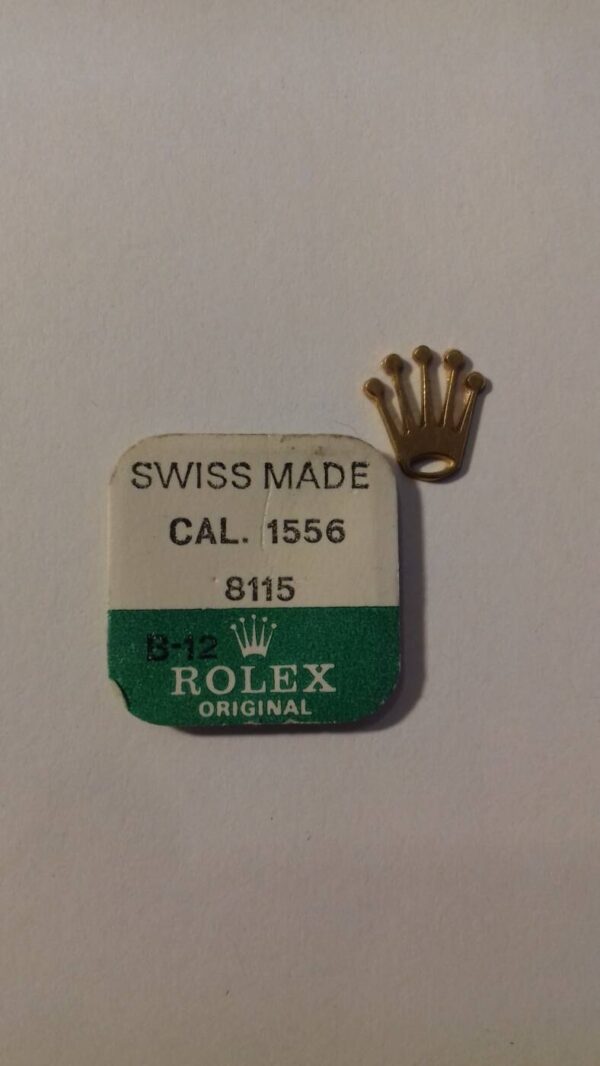 SWISS MADE
CAL. 1556
8115
B-12
ROLEX
ORIGINAL